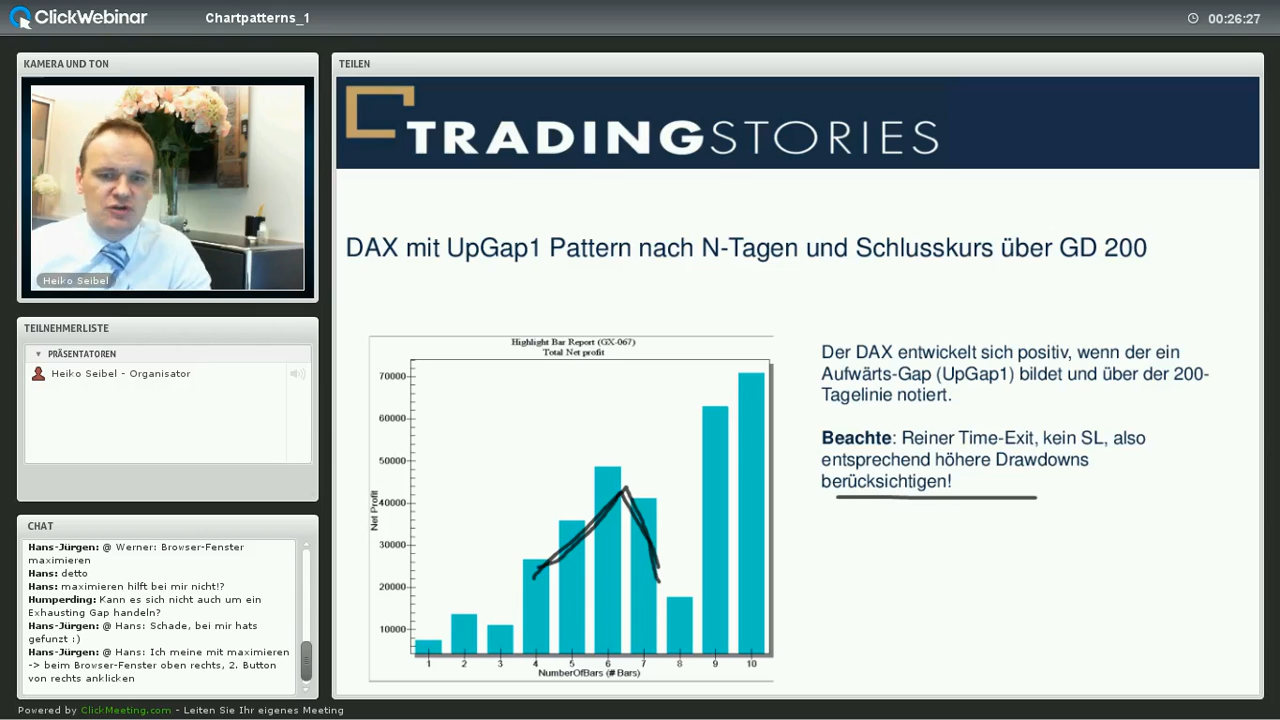 ClickWebinar
Chartpatterns_1
00:26:27
KAMERA UND TON
Heiko Seibel
TEILNEHMERLISTE
PRÄSENTATOREN
Heiko Seibel - Organisator
CHAT
Hans-Jürgen: @ Werner: Browser-Fenster
maximieren
Hans: detto
Hans: maximieren hilft bei mir nicht!?
Humperding: Kann es sich nicht auch um ein
Exhausting Gap handeln?
Hans-Jürgen: @ Hans: Schade, bei mir hats
gefunzt :)
Hans-Jürgen: @ Hans: Ich meine mit maximieren
-> beim Browser-Fenster oben rechts, 2. Button
von rechts anklicken
TEILEN
TRADINGSTORIES
DAX mit UpGap1 Pattern nach N-Tagen und Schlusskurs über GD 200
Highlight Bar Report (GX-067)
Total Net profit
Net Profit
70000
60000
50000
40000
30000
20000
10000
1 2 3 4 5 6 7 8 9 10
NumberOfBars (# Bars)
Der DAX entwickelt sich positiv, wenn der ein
Aufwärts-Gap (UpGap1) bildet und über der 200-
Tagelinie notiert.
Beachte: Reiner Time-Exit, kein SL, also
entsprechend höhere Drawdowns
berücksichtigen!
Powered by ClickMeeting.com - Leiten Sie Ihr eigenes Meeting